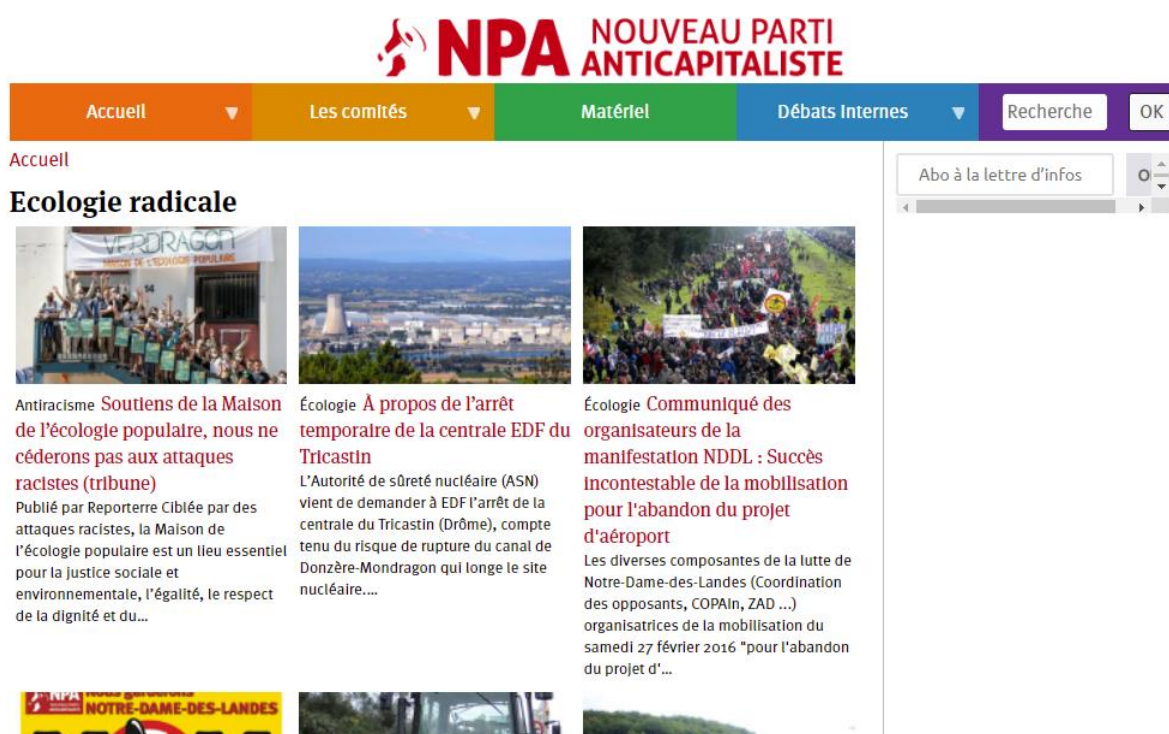 NPA NOUVEAU PARTI
ANTICAPITALISTE
Accueil
Les comités
Matériel
Débats Internes
Recherche
OK
Accueil
Abo à la lettre d'infos
Ecologie radicale
VERDRAGON
MAISON DE L'ECOLOGIE POPULAIRE
Antiracisme Soutiens de la Maison
de l'écologie populaire, nous ne
céderons pas aux attaques
racistes (tribune)
Publié par Reporterre Ciblée par des
attaques racistes, la Maison de
l'écologie populaire est un lieu essentiel
pour la justice sociale et
environnementale, l'égalité, le respect
de la dignité et du...
Écologie À propos de l'arrêt
temporaire de la centrale EDF du
Tricastin
L'Autorité de sûreté nucléaire (ASN)
vient de demander à EDF l'arrêt de la
centrale du Tricastin (Drôme), compte
tenu du risque de rupture du canal de
Donzère-Mondragon qui longe le site
nucléaire....
Écologie Communiqué des
organisateurs de la
manifestation NDDL : Succès
incontestable de la mobilisation
pour l'abandon du projet
d'aéroport
Les diverses composantes de la lutte de
Notre-Dame-des-Landes (Coordination
des opposants, COPAIn, ZAD ...)
organisatrices de la mobilisation du
samedi 27 février 2016 "pour l'abandon
du projet d'...
NPA
NOTRE-DAME-DES-LANDES